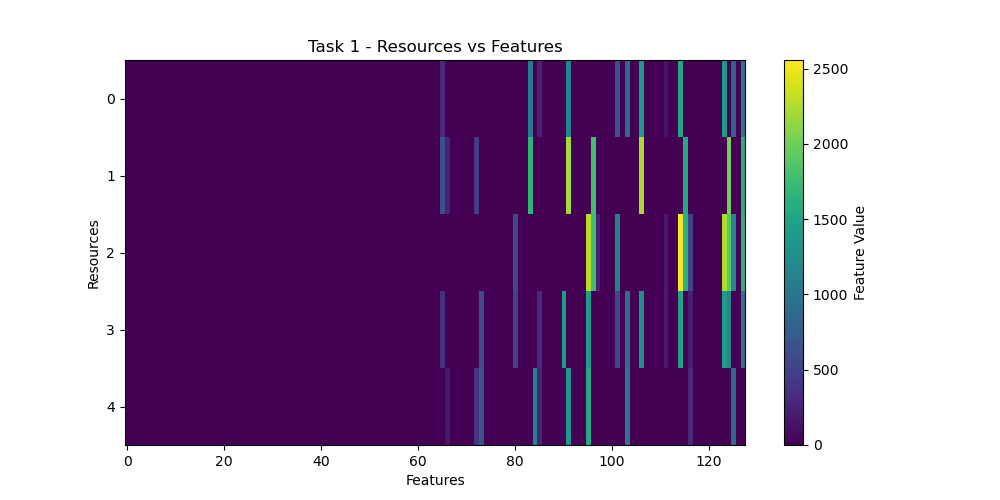 Task 1 - Resources vs Features
Resources
0
1
2
3
4
0 20 40 60 80 100 120
Features
2500
2000
1500
1000
500
0
Feature Value